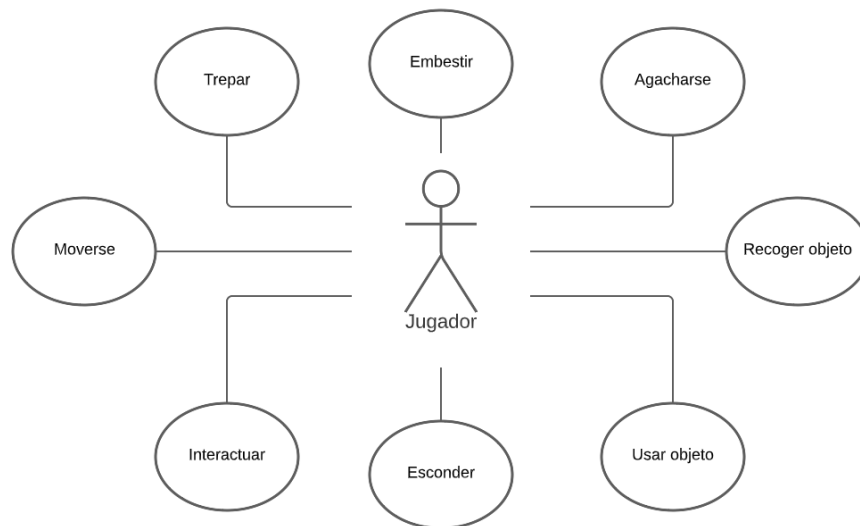 Trepar
Embestir
Agacharse
Moverse
Recoger objeto
Jugador
Interactuar
Esconder
Usar objeto